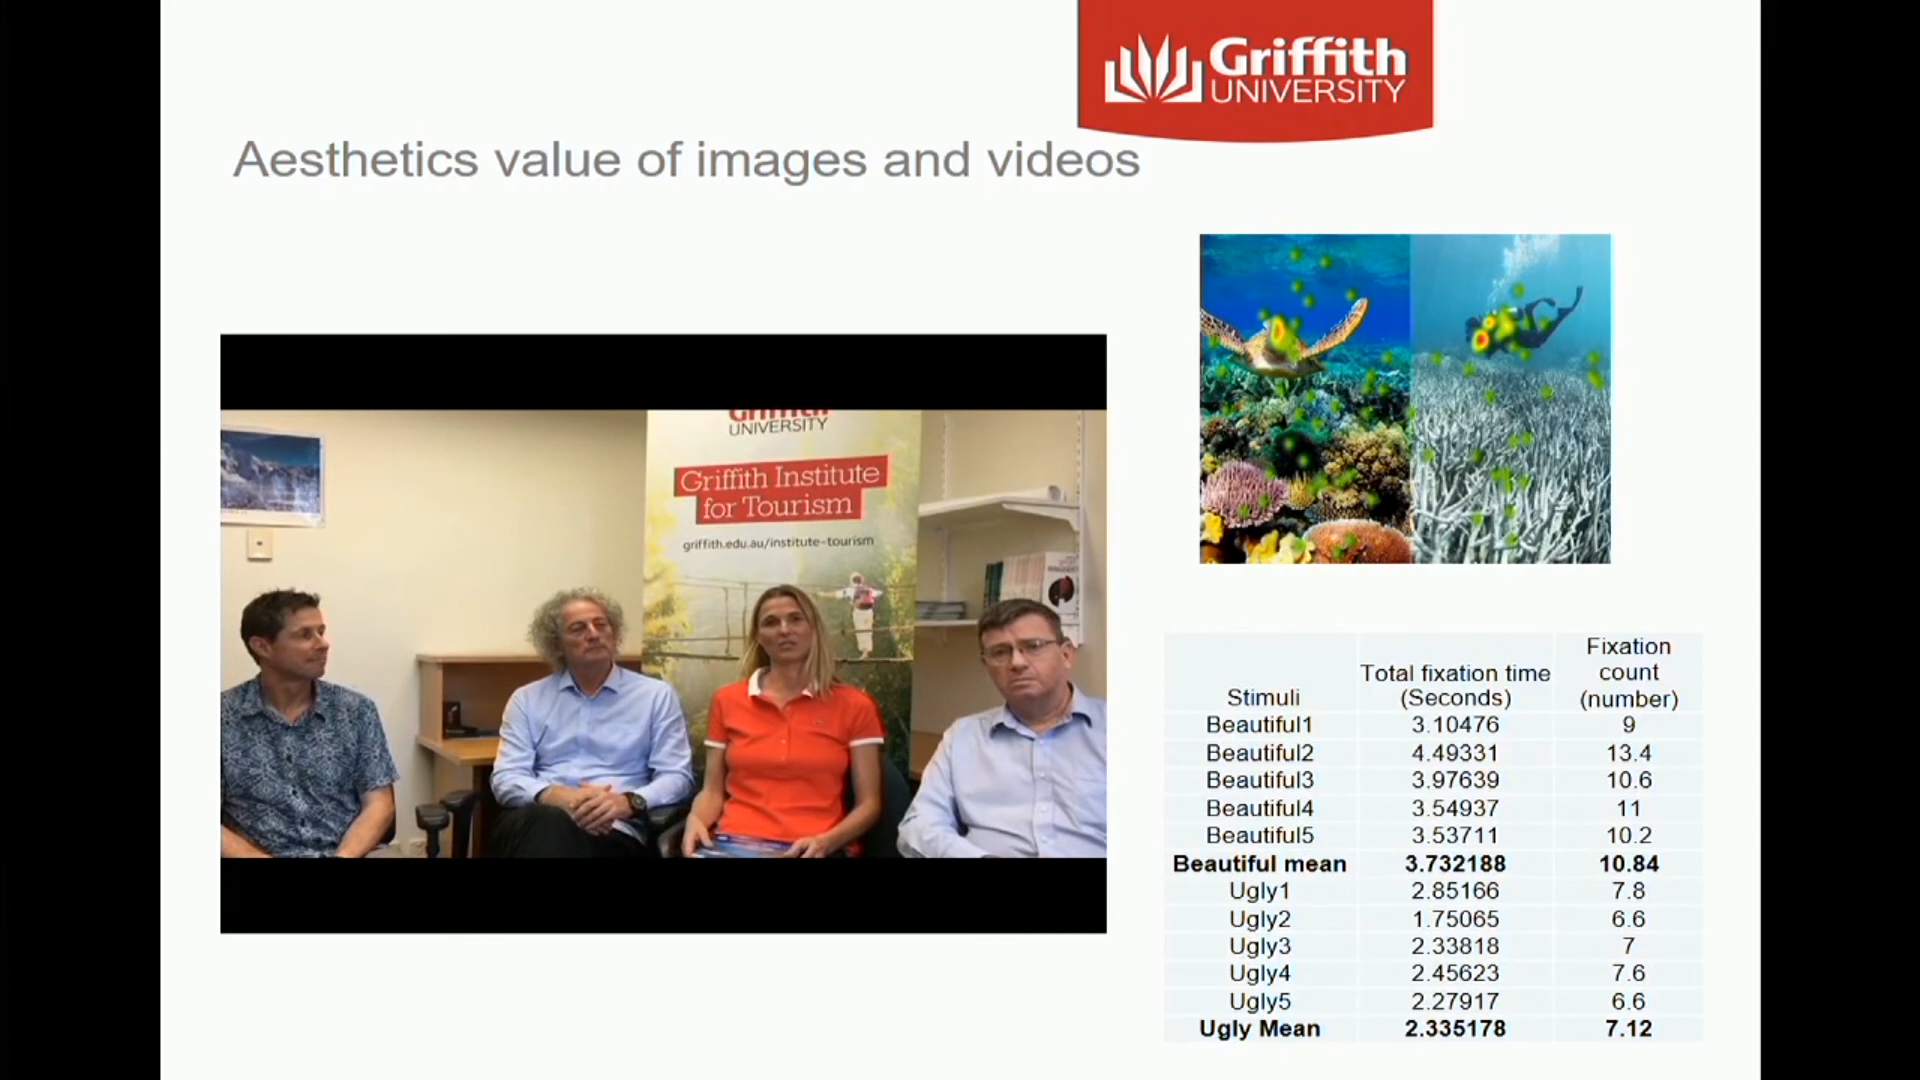 Griffith
UNIVERSITY
Aesthetics value of images and videos
UNIVERSITY
Griffith Institute
for Tourism
griffith.edu.au/institute-tourism
Stimuli Total fixation time (Seconds) Fixation count (number)
Beautiful1 3.10476 9
Beautiful2 4.49331 13.4
Beautiful3 3.97639 10.6
Beautiful4 3.54937 11
Beautiful5 3.53711 10.2
Beautiful mean 3.732188 10.84
Ugly1 2.85166 7.8
Ugly2 1.75065 6.6
Ugly3 2.33818 7
Ugly4 2.45623 7.6
Ugly5 2.27917 6.6
Ugly Mean 2.335178 7.12